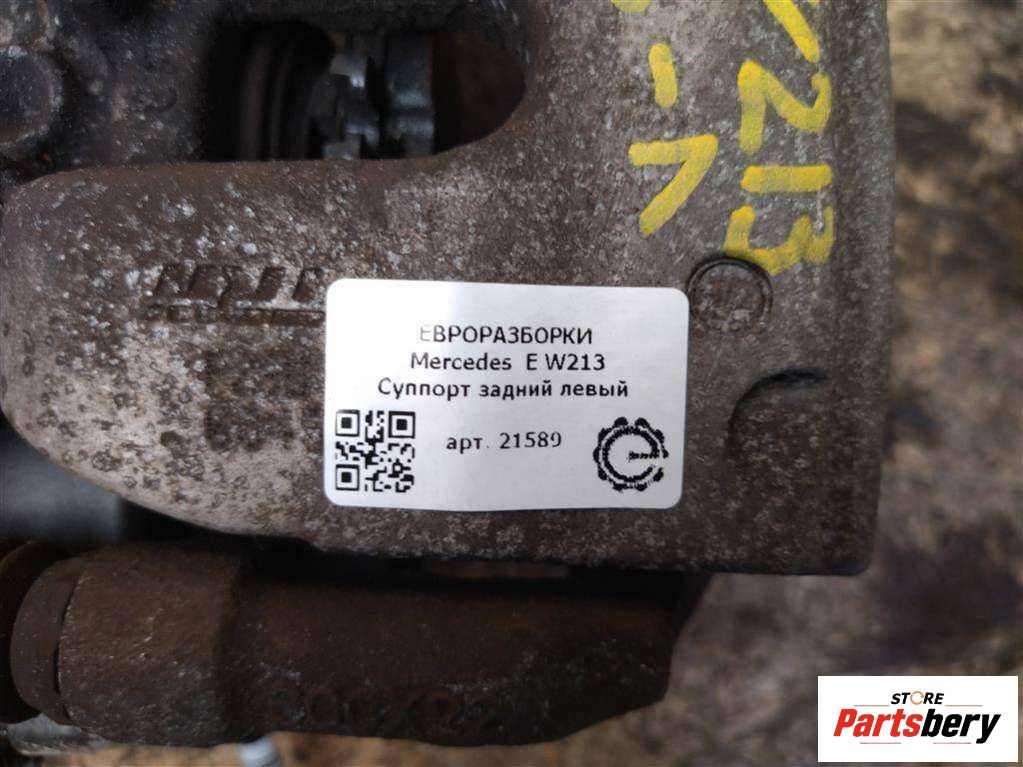 W213
Л
ЕВРОРАЗБОРКИ
Mercedes E W213
Суппорт задний левый
арт. 21589
STORE
Partsbery